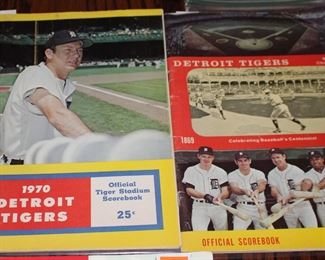 1970
DETROIT
TIGERS
Official
Tiger Stadium
Scorebook
25¢
DETROIT TIGERS
1869
Celebrating Baseball's Centennial
OFFICIAL SCOREBOOK